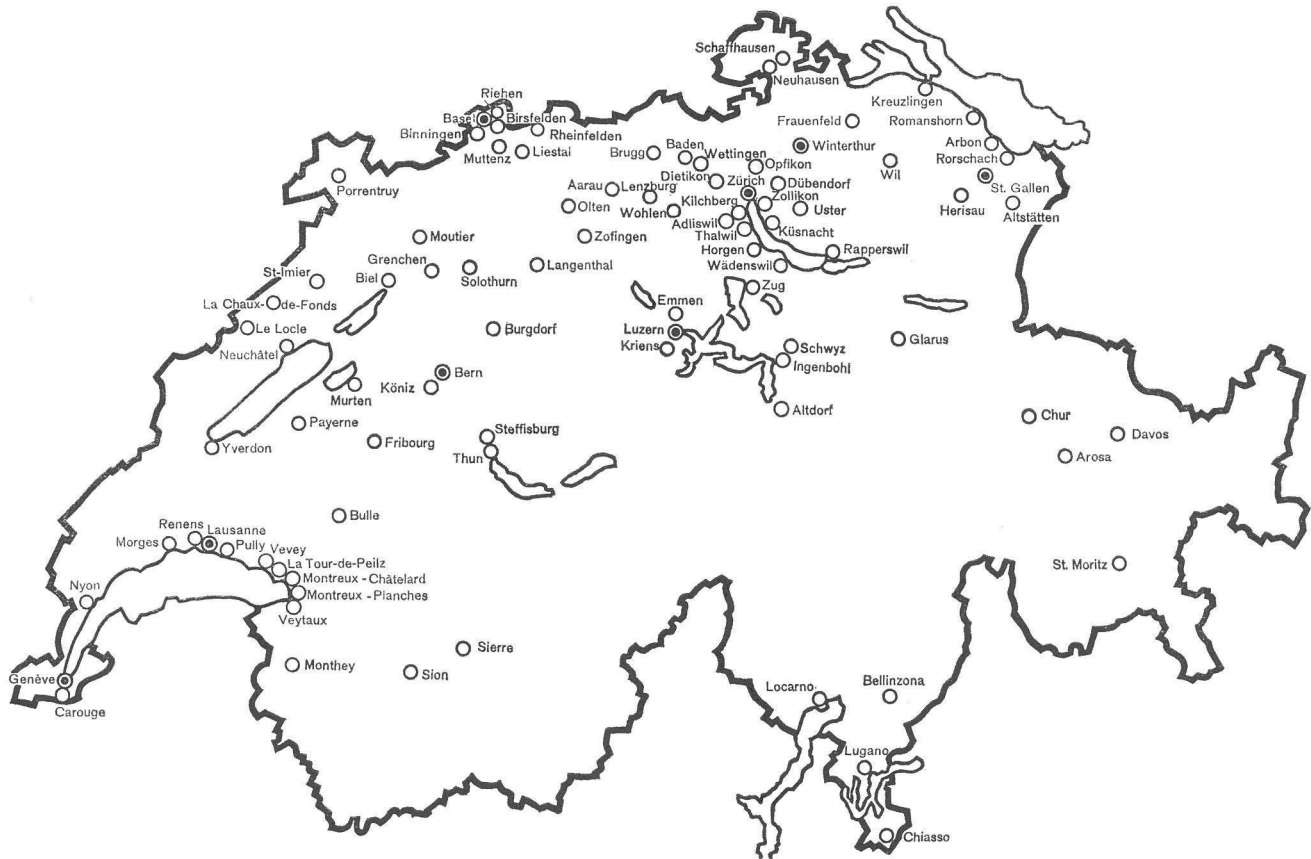 Schaffhausen
Neuhausen
Riehen
Basel
Birsfelden
Binningen
Rheinfelden
Muttenz
Liestal
Kreuzlingen
Frauenfeld
Romanshorn
Winterthur
Arbon
Rorschach
Wil
St. Gallen
Herisau
Altstätten
Porrentruy
Brugg
Baden
Wettingen
Opfikon
Dietikon
Zürich
Dübendorf
Aarau
Lenzburg
Kilchberg
Zollikon
Olten
Wohlen
Uster
Adliswil
Küsnacht
Thalwil
Moutier
Zofingen
Horgen
Rapperswil
Grenchen
Solothurn
Langenthal
Wädenswil
St-Imier
Biel
Zug
La Chaux-de-Fonds
Emmen
Le Locle
Burgdorf
Luzern
Kriens
Schwyz
Glarus
Neuchâtel
Ingenbohl
Bern
Köniz
Murten
Altdorf
Chur
Payerne
Steffisburg
Davos
Yverdon
Fribourg
Thun
Arosa
Bulle
Renens
Lausanne
Morges
Pully
Vevey
La Tour-de-Peilz
Montreux - Châtelard
Nyon
Montreux - Planches
Veytaux
St. Moritz
Sierre
Monthey
Sion
Genève
Carouge
Locarno
Bellinzona
Lugano
Chiasso